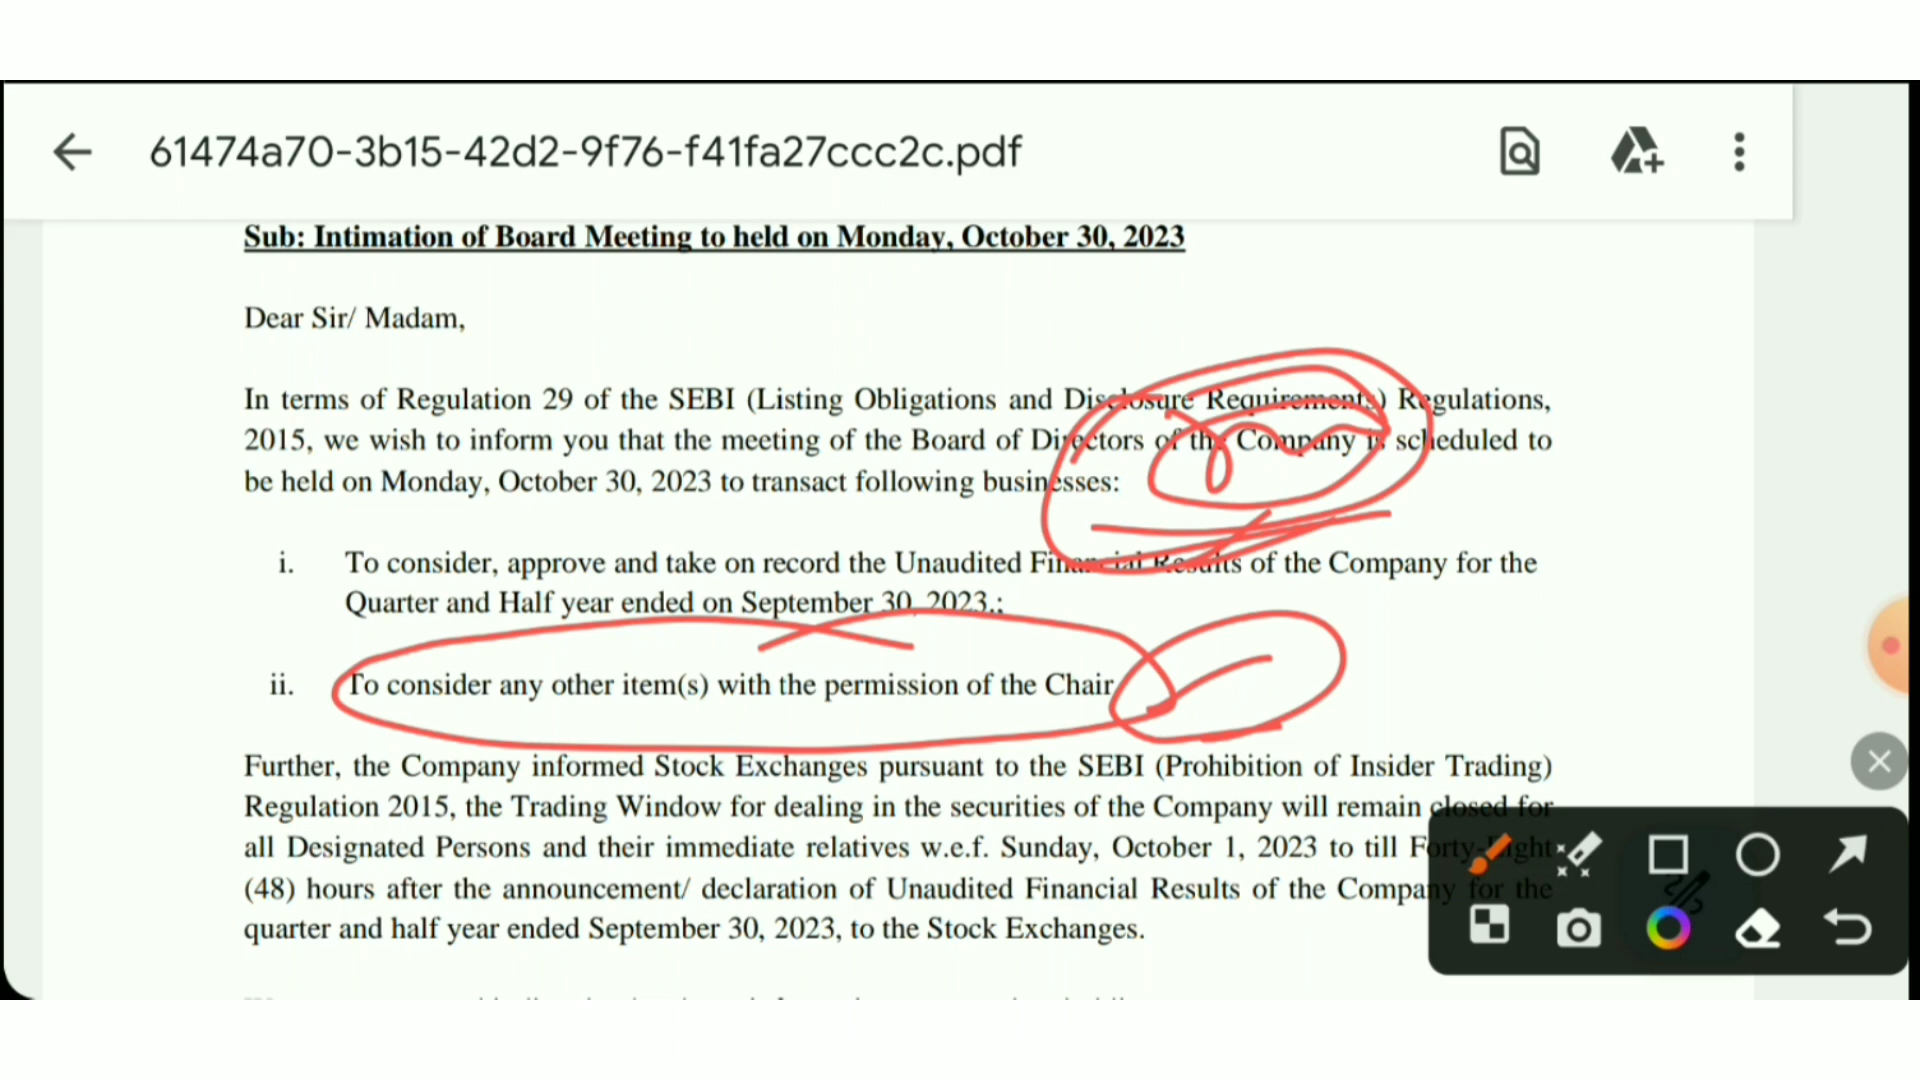 61474a70-3b15-42d2-9f76-f41fa27ccc2c.pdf
Sub: Intimation of Board Meeting to held on Monday, October 30, 2023
Dear Sir/ Madam,
In terms of Regulation 29 of the SEBI (Listing Obligations and Disclosure Requirements) Regulations,
2015, we wish to inform you that the meeting of the Board of Directors of the Company is scheduled to
be held on Monday, October 30, 2023 to transact following businesses:
i. To consider, approve and take on record the Unaudited Financial Results of the Company for the
Quarter and Half year ended on September 30, 2023.;
ii. To consider any other item(s) with the permission of the Chair
Further, the Company informed Stock Exchanges pursuant to the SEBI (Prohibition of Insider Trading)
Regulation 2015, the Trading Window for dealing in the securities of the Company will remain closed for
all Designated Persons and their immediate relatives w.e.f. Sunday, October 1, 2023 to till Forty-Eight
(48) hours after the announcement/ declaration of Unaudited Financial Results of the Company for the
quarter and half year ended September 30, 2023, to the Stock Exchanges.